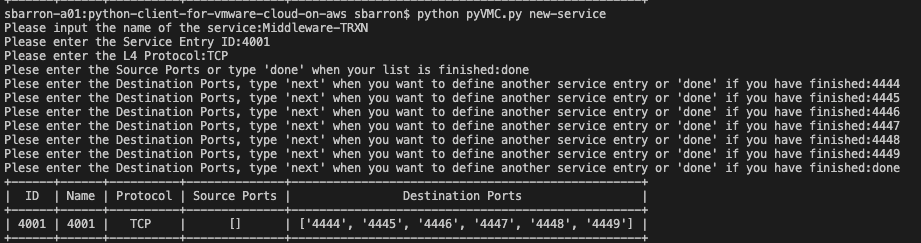 sbarron-a01:python-client-for-vmware-cloud-on-aws sbarron$ python pyVMC.py new-service
Please input the name of the service:Middleware-TRXN
Please enter the Service Entry ID:4001
Please enter the L4 Protocol:TCP
Plese enter the Source Ports or type 'done' when your list is finished:done
Plese enter the Destination Ports, type 'next' when you want to define another service entry or 'done' if you have finished:4444
Plese enter the Destination Ports, type 'next' when you want to define another service entry or 'done' if you have finished:4445
Plese enter the Destination Ports, type 'next' when you want to define another service entry or 'done' if you have finished:4446
Plese enter the Destination Ports, type 'next' when you want to define another service entry or 'done' if you have finished:4447
Plese enter the Destination Ports, type 'next' when you want to define another service entry or 'done' if you have finished:4448
Plese enter the Destination Ports, type 'next' when you want to define another service entry or 'done' if you have finished:4449
Plese enter the Destination Ports, type 'next' when you want to define another service entry or 'done' if you have finished:done
| ID | Name | Protocol | Source Ports | Destination Ports |
| 4001 | 4001 | TCP | [] | ['4444', '4445', '4446', '4447', '4448', '4449'] |